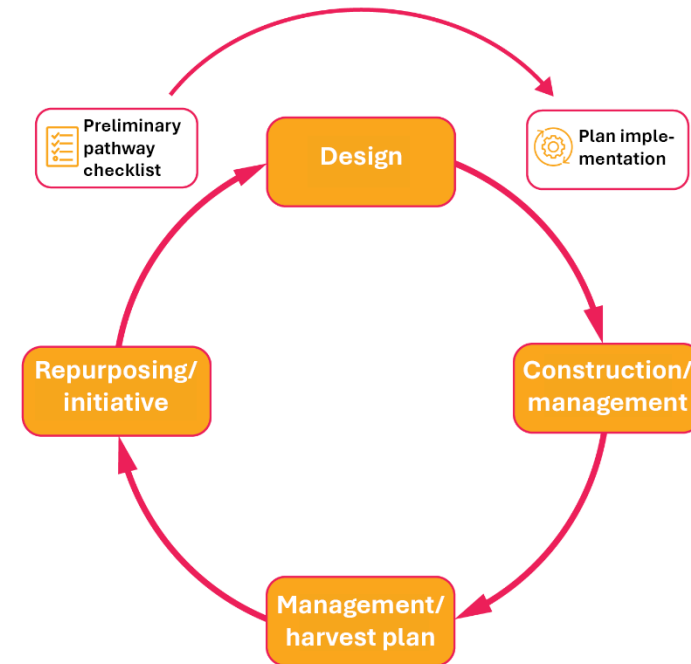 Preliminary
pathway
checklist
Design
Plan imple-
mentation
Repurposing/
initiative
Construction/
management
Management/
harvest plan